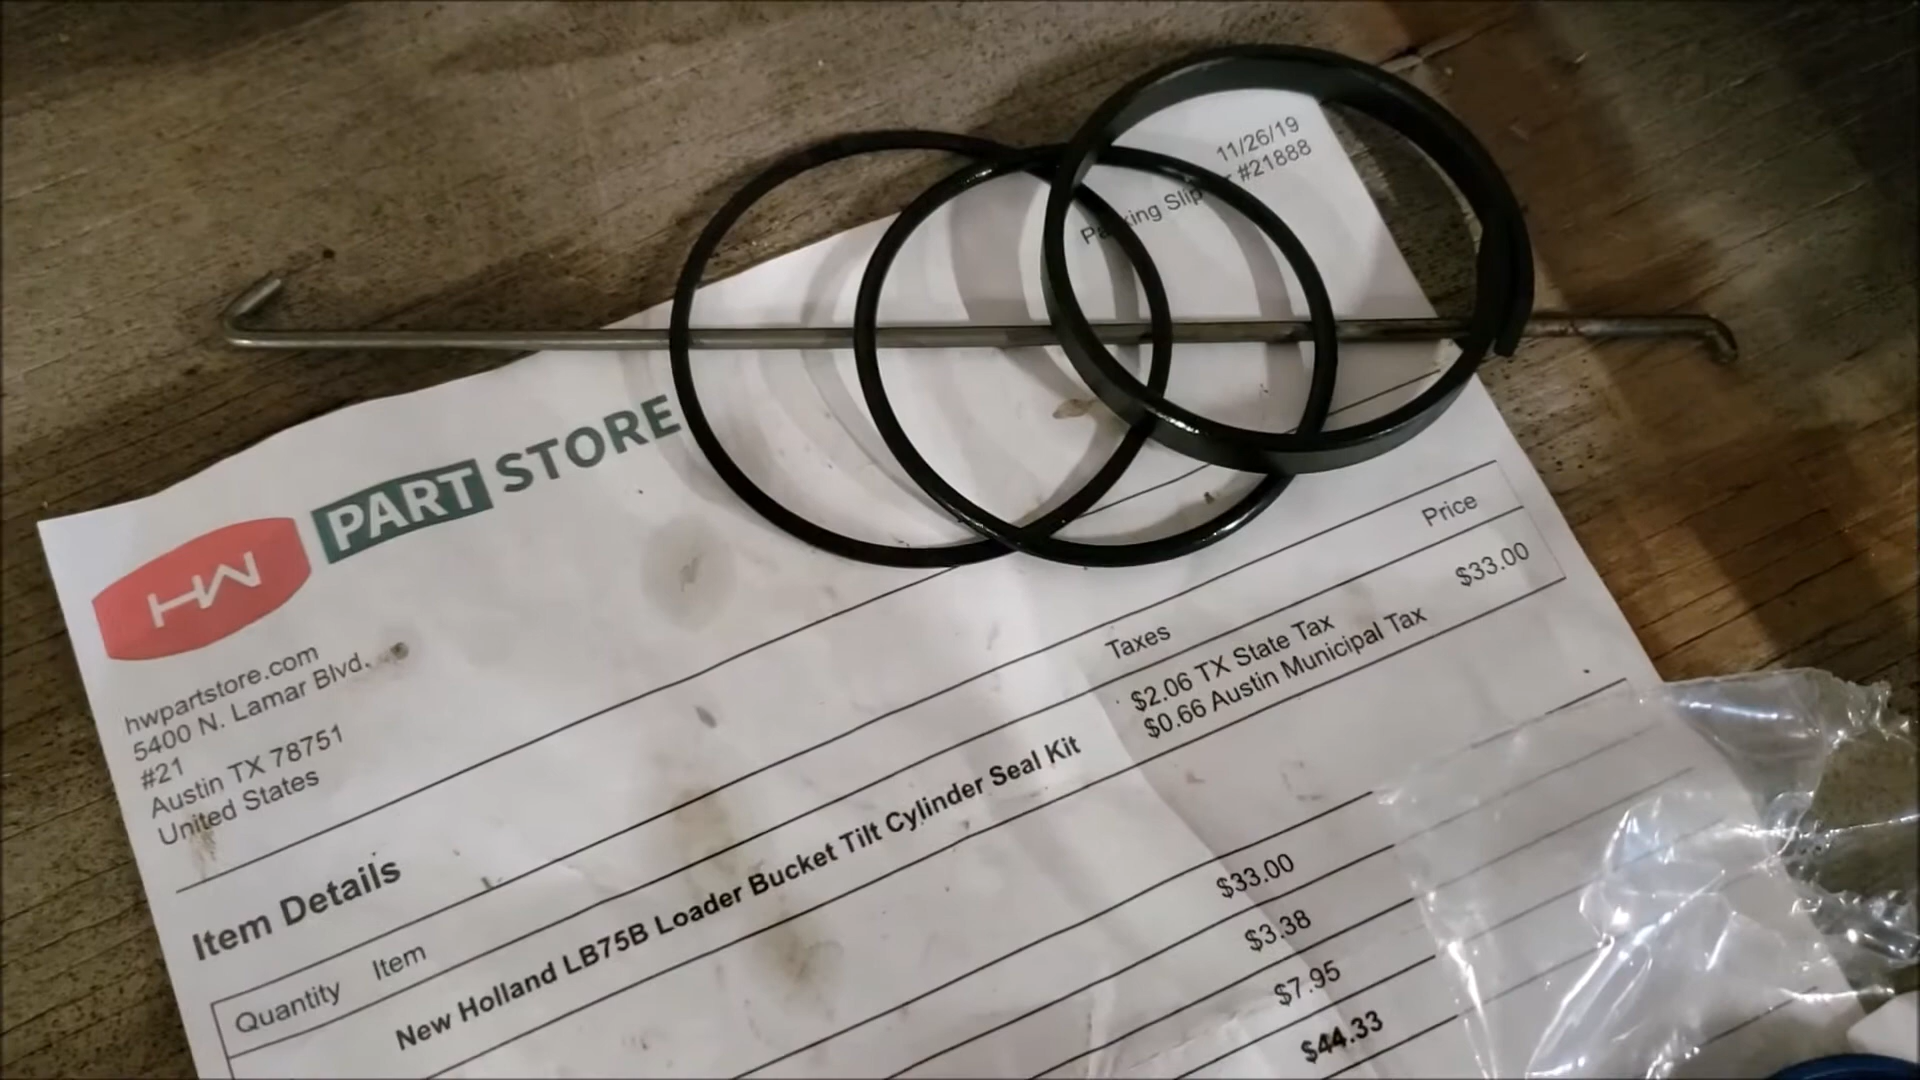 11/26/19
Packing Slip #21888
HW PART STORE
hwpartstore.com
5400 N. Lamar Blvd.
#21
Austin TX 78751
United States
Item Details
Quantity Item Taxes Price
New Holland LB75B Loader Bucket Tilt Cylinder Seal Kit $2.06 TX State Tax $33.00
$0.66 Austin Municipal Tax
$33.00
$3.38
$7.95
$44.33